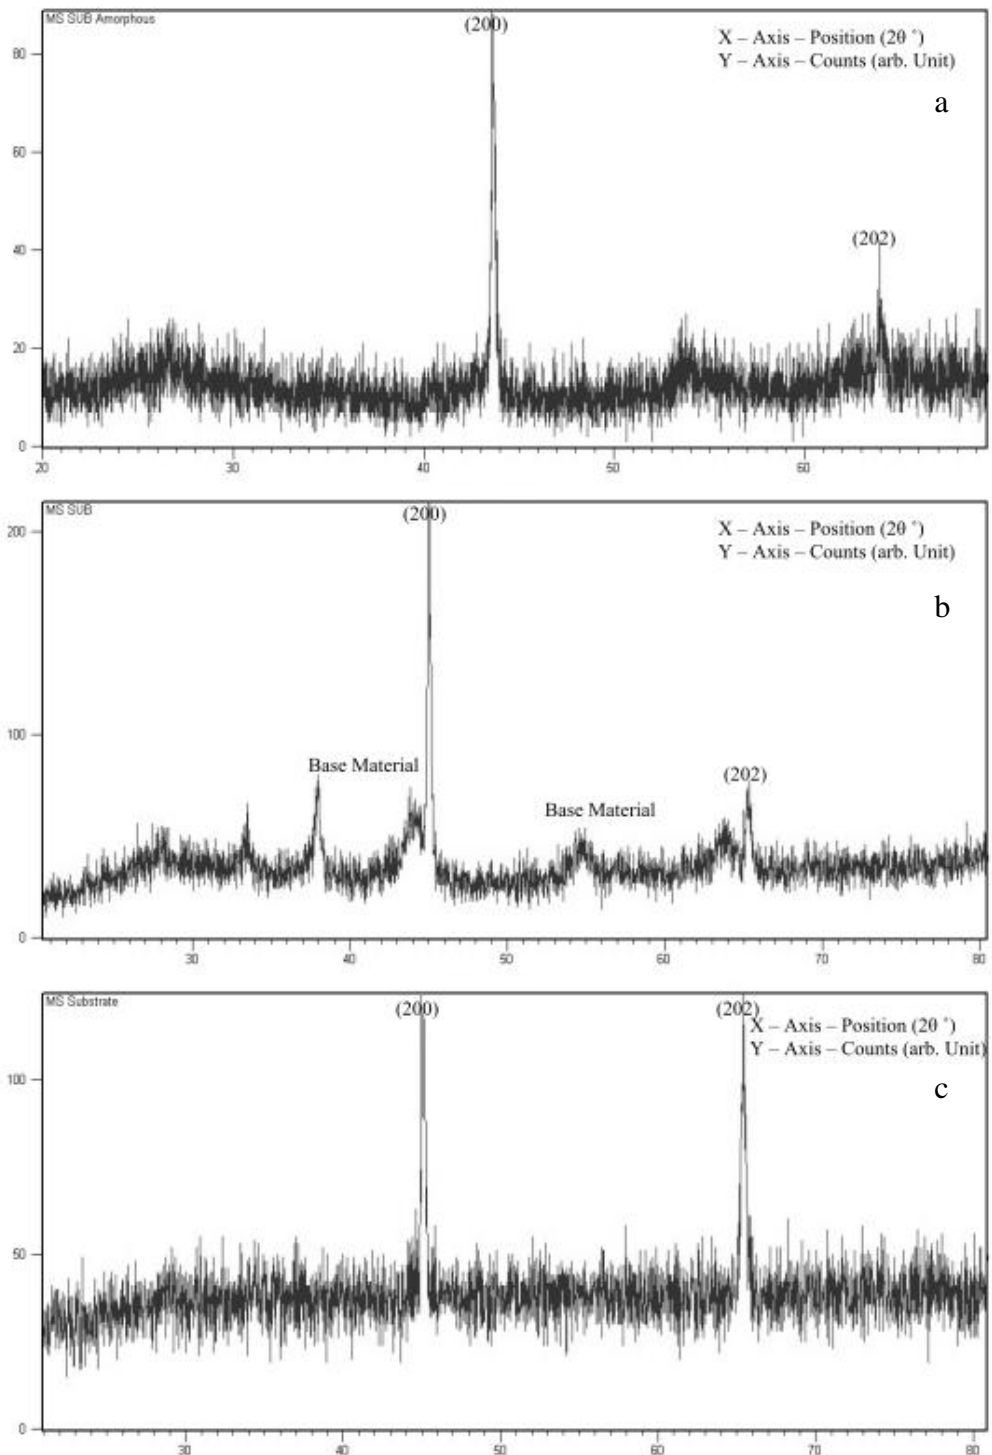 MS SUB Amorphous
(200)
X – Axis – Position (2θ °)
Y – Axis – Counts (arb. Unit)
a
80
60
(202)
40
20
0
20 30 40 50 60
MS SUB
(200)
X – Axis – Position (2θ °)
Y – Axis – Counts (arb. Unit)
200
b
100
Base Material
(202)
Base Material
0
30 40 50 60 70 80
MS Substrate
(200)
(202)
X – Axis – Position (2θ °)
Y – Axis – Counts (arb. Unit)
100
c
50
0
30 40 50 60 70 80